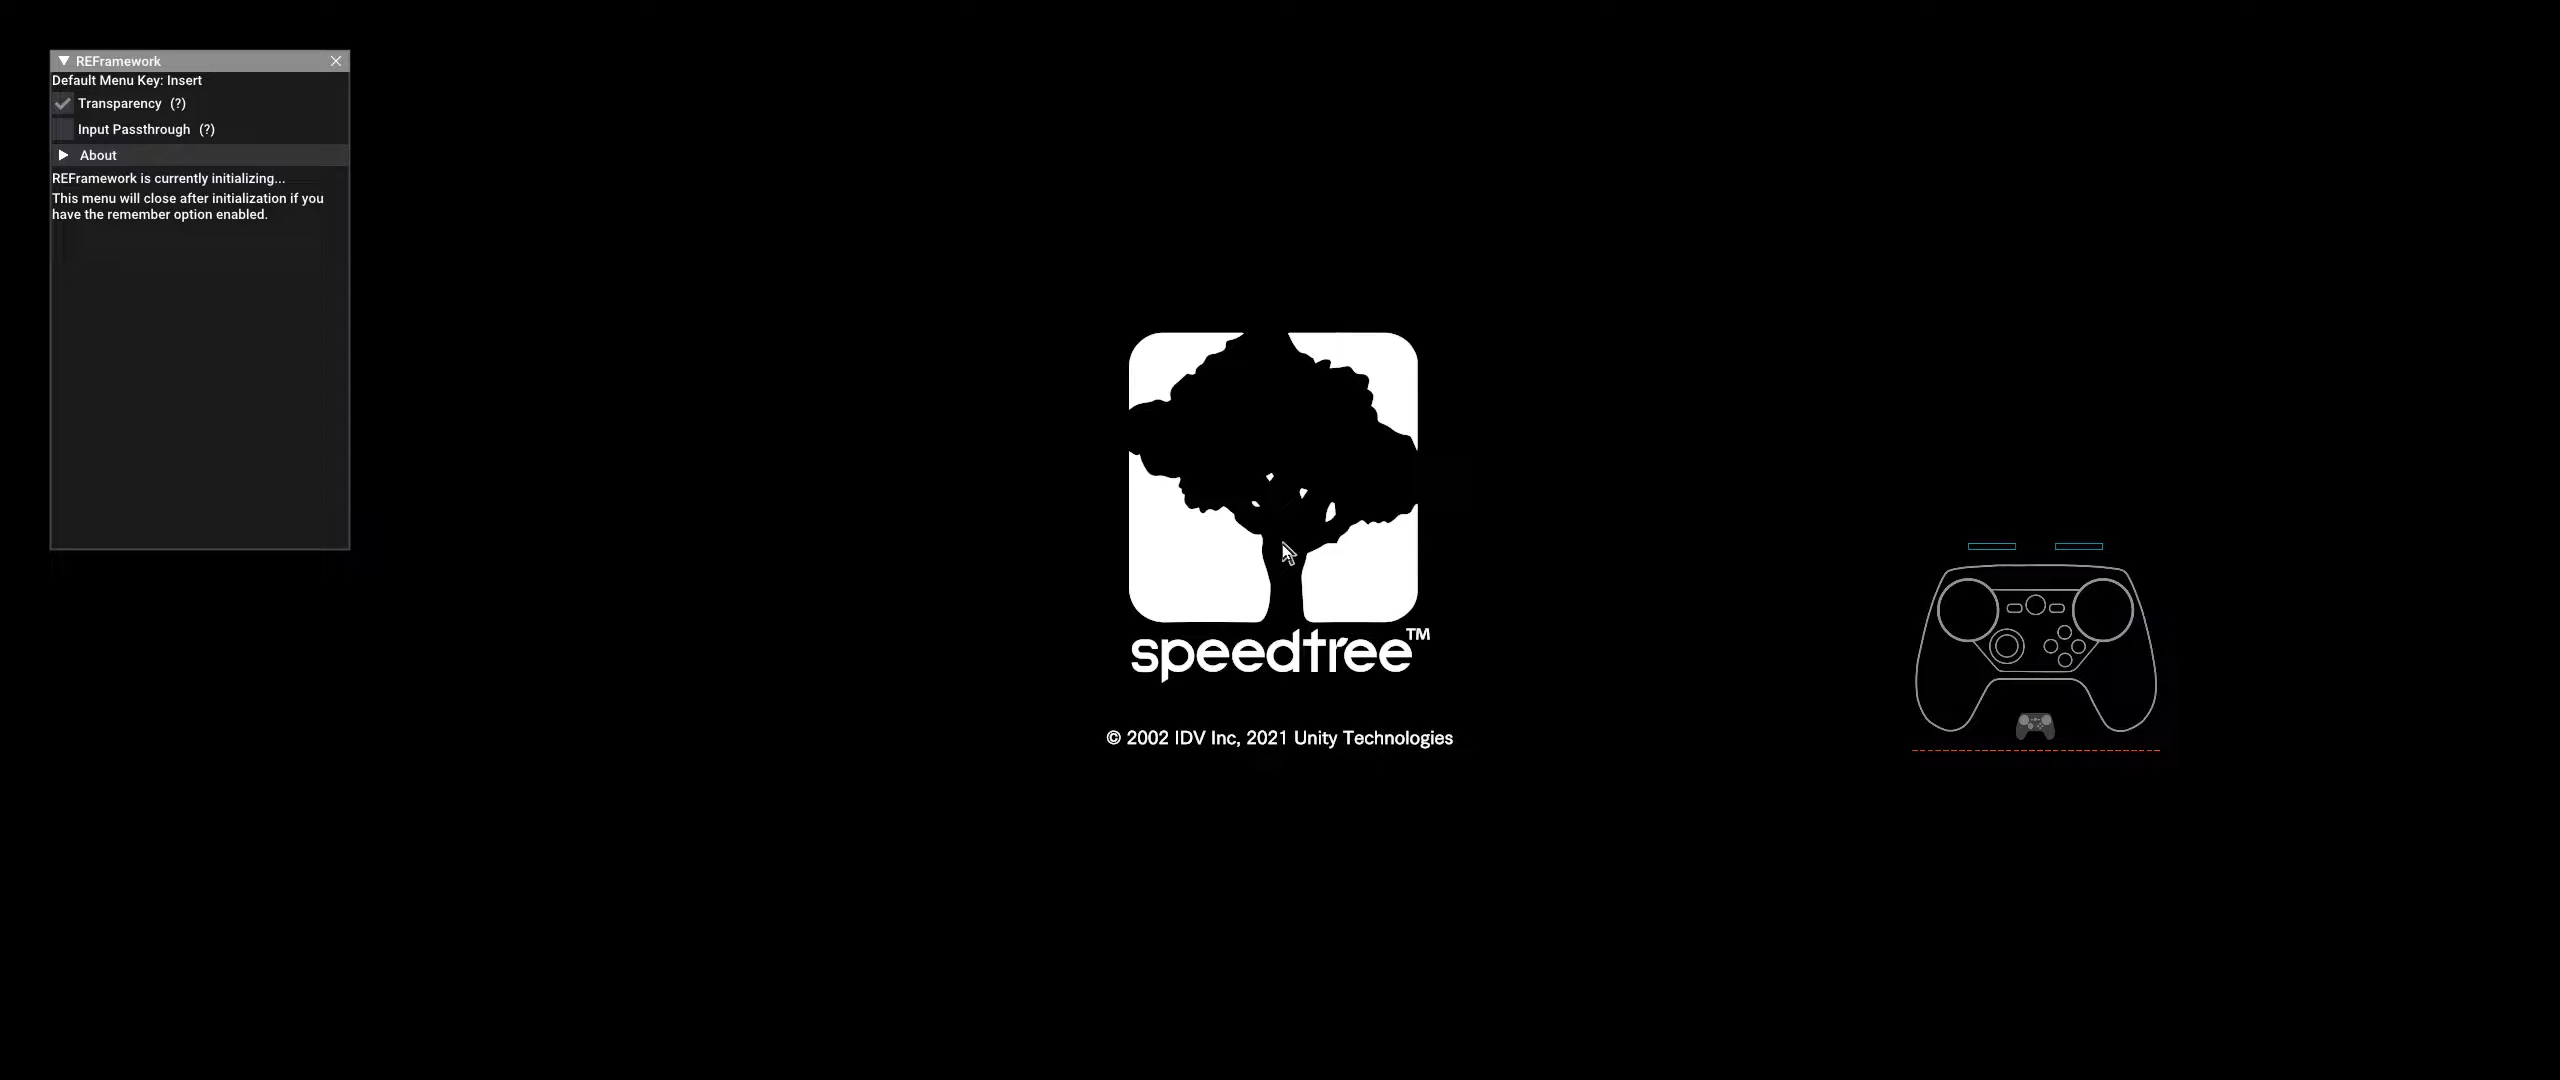 REFramework
Default Menu Key: Insert
Transparency (?)
Input Passthrough (?)
About
REFramework is currently initializing...
This menu will close after initialization if you
have the remember option enabled.
speedtree™
© 2002 IDV Inc, 2021 Unity Technologies